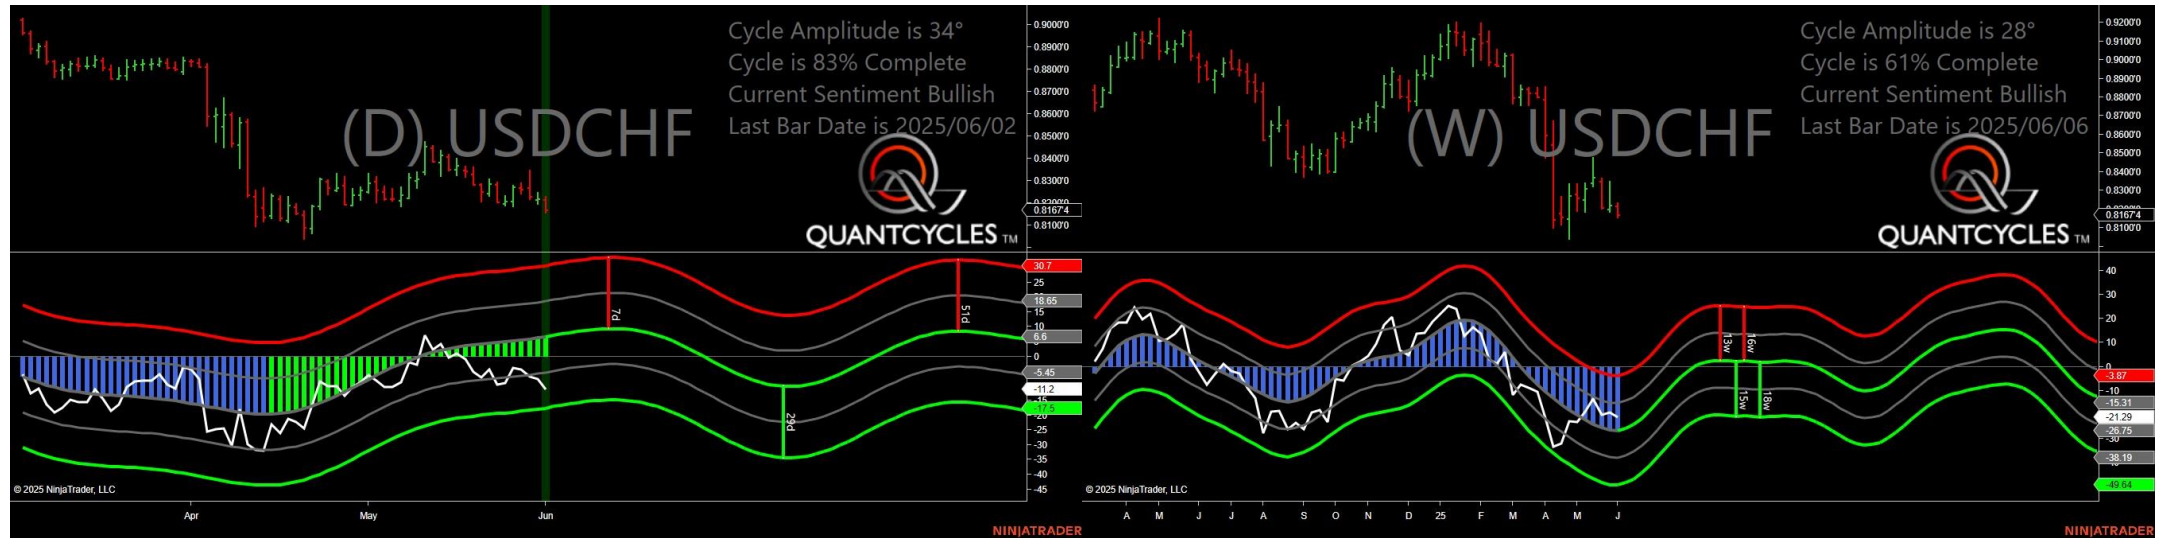 Cycle Amplitude is 34°
Cycle is 83% Complete
Current Sentiment Bullish
Last Bar Date is 2025/06/02
(D) USDCHF
QUANTCYCLES TM
0.9000'0
0.8900'0
0.8800'0
0.8700'0
0.8600'0
0.8500'0
0.8400'0
0.8300'0
0.8167'4
0.8100'0
7d
29d
51d
30.7
25
18.65
15
10
6.6
0
-5.45
-11.2
-15
-17.5
-20
-25
-30
-35
-40
-45
© 2025 NinjaTrader, LLC
Apr
May
Jun
NINJATRADER
Cycle Amplitude is 28°
Cycle is 61% Complete
Current Sentiment Bullish
Last Bar Date is 2025/06/06
(W) USDCHF
QUANTCYCLES TM
0.9200'0
0.9100'0
0.9000'0
0.8900'0
0.8800'0
0.8700'0
0.8600'0
0.8500'0
0.8400'0
0.8300'0
0.8167'4
0.8100'0
13w
16w
15w
18w
40
30
20
10
0
-3.87
-10
-15.31
-21.29
-26.75
-30
-38.19
-49.64
© 2025 NinjaTrader, LLC
A
M
J
J
A
S
O
N
D
25
F
M
A
M
J
NINJATRADER